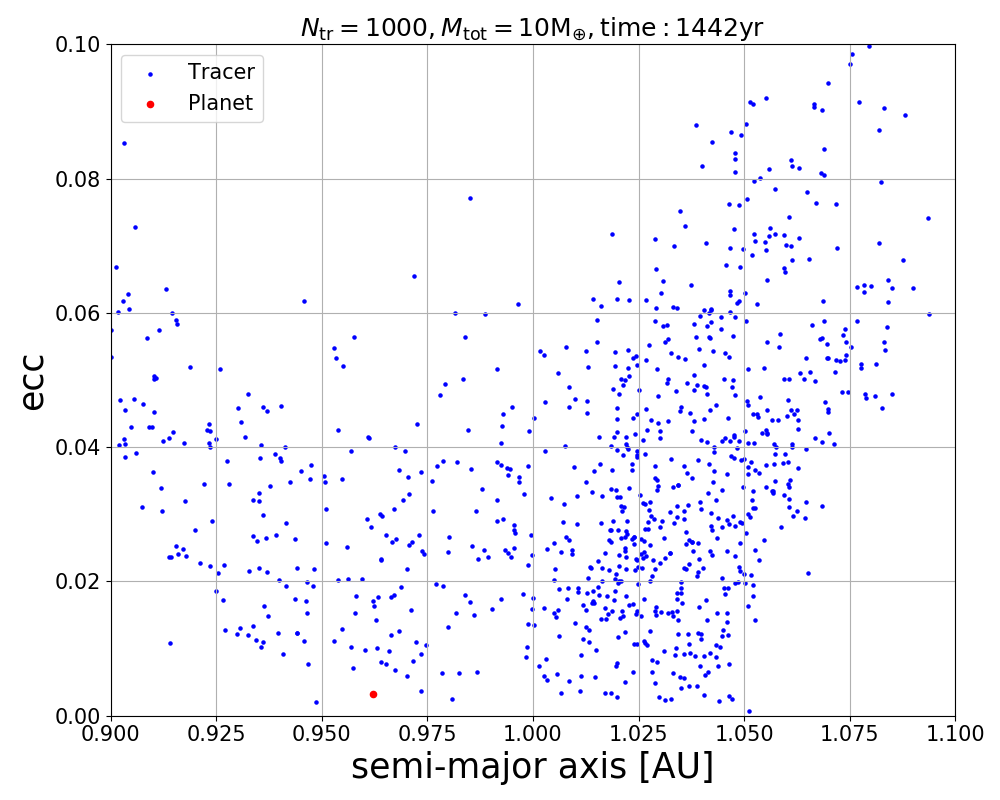 N_tr = 1000, M_tot = 10M_⊕, time : 1442yr
Tracer
Planet
0.10
0.08
0.06
0.04
0.02
0.00
ecc
0.900 0.925 0.950 0.975 1.000 1.025 1.050 1.075 1.100
semi-major axis [AU]